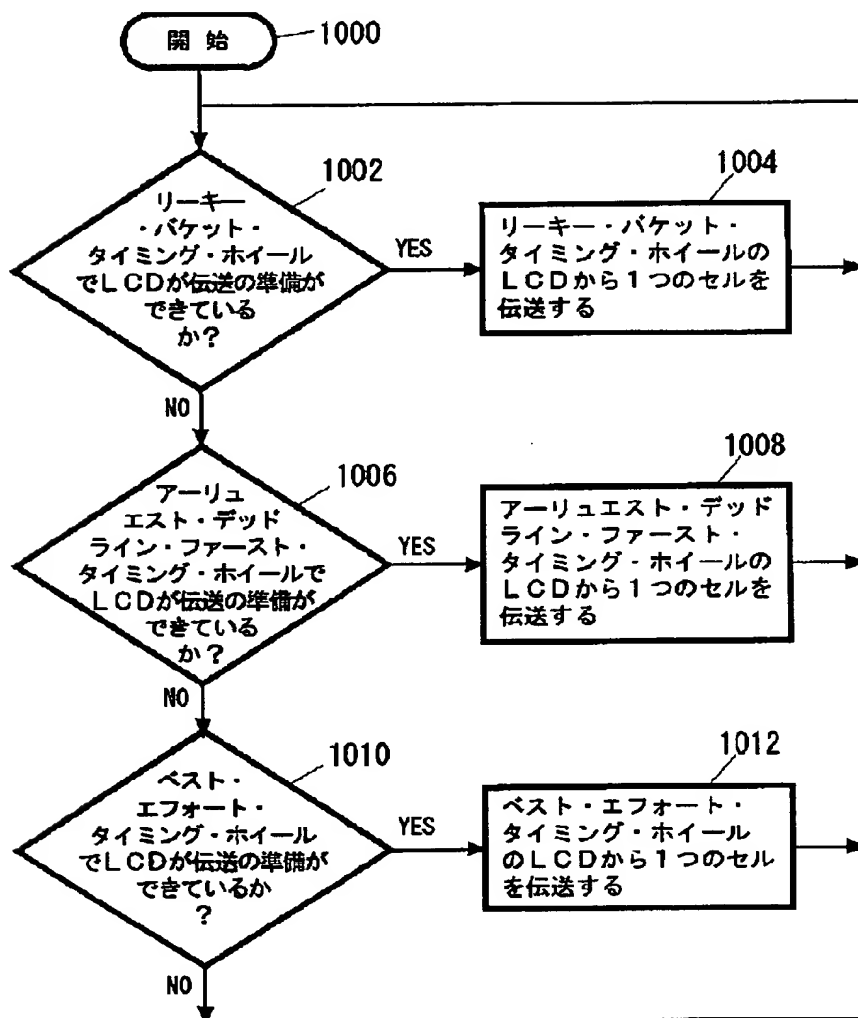 開始
1000
1002
リーキー
・バケット・
タイミング・ホイール
でLCDが伝送の準備が
できている
か？
YES
1004
リーキー・バケット・
タイミング・ホイールの
LCDから1つのセルを
伝送する
NO
1006
アーリュ
エスト・デッド
ライン・ファースト・
タイミング・ホイールで
LCDが伝送の準備が
できている
か？
YES
1008
アーリュエスト・デッド
ライン・ファースト・
タイミング・ホイールの
LCDから1つのセルを
伝送する
NO
1010
ベスト・
エフォート・
タイミング・ホイール
でLCDが伝送の準備が
できているか
？
YES
1012
ベスト・エフォート・
タイミング・ホイール
のLCDから1つのセル
を伝送する
NO